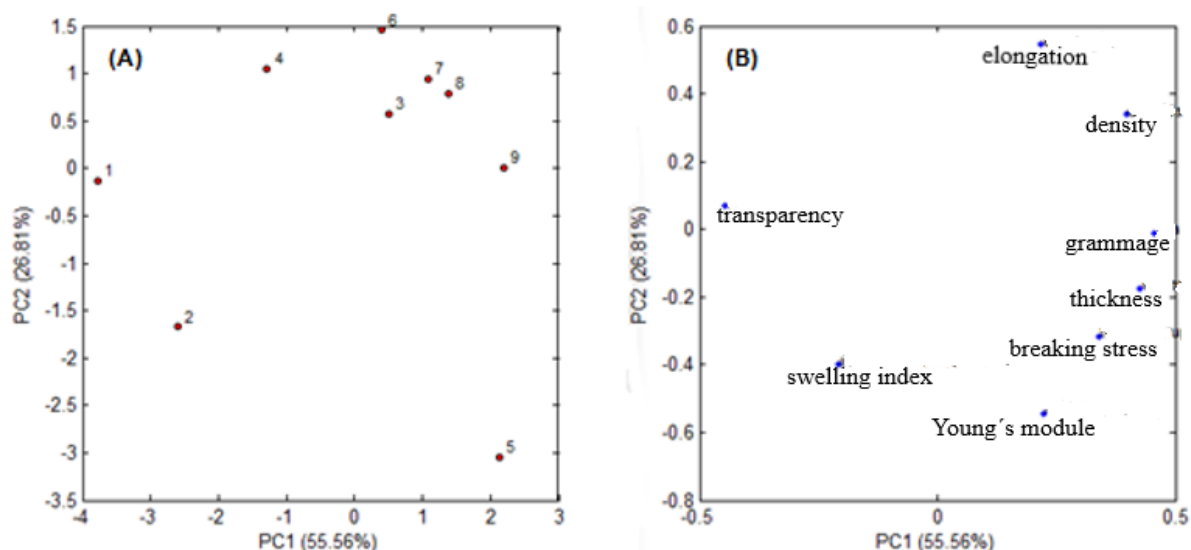 (A)
1.5
1
0.5
0
-0.5
-1
-1.5
-2
-2.5
-3
-3.5
PC2 (26.81%)
6
4
7
8
3
1
9
2
5
-4 -3 -2 -1 0 1 2 3
PC1 (55.56%)
(B)
0.6
0.4
0.2
0
-0.2
-0.4
-0.6
-0.8
PC2 (26.81%)
elongation
density
transparency
grammage
thickness
breaking stress
swelling index
Young´s module
-0.5 0 0.5
PC1 (55.56%)